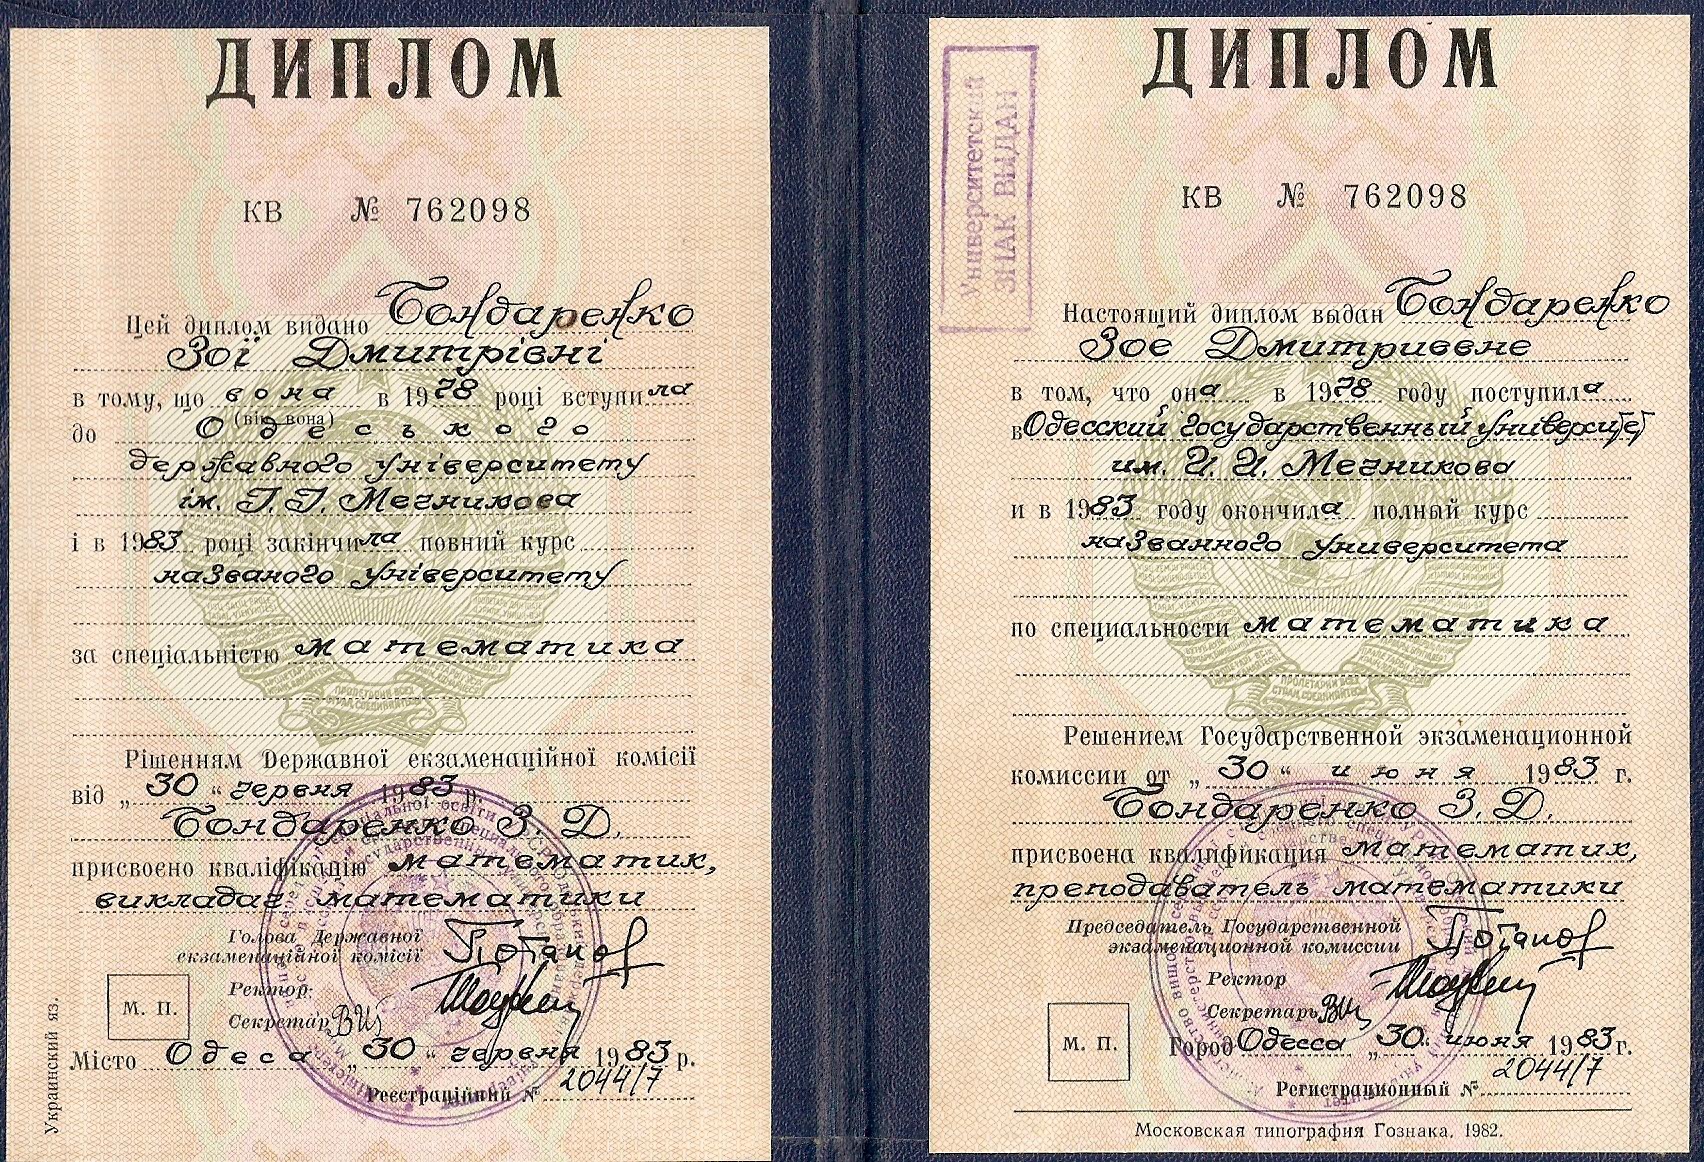 ДИПЛОМ
КВ № 762098
Цей диплом видано Бондаренко
Зої Дмитрівні
в тому, що вона в 1978 році вступила
(він, вона)
до Одеського
державного університету
ім. І. І. Мечникова
і в 1983 році закінчила повний курс
названого університету
за спеціальністю математика
Рішенням Державної екзаменаційної комісії
від „30“ червня 1983 р.
Бондаренко З. Д.
присвоєно кваліфікацію математик,
викладач математики
Голова Державної
екзаменаційної комісії
Ректор
М. П.
Секретар
Місто Одеса „30“ червня 1983 р.
Реєстраційний № 2044/7
Украинский яз.
ДИПЛОМ
Университетский
ЗНАК ВЫДАН
КВ № 762098
Настоящий диплом выдан Бондаренко
Зое Дмитриевне
в том, что она в 1978 году поступила
в Одесский государственный университет
им. И. И. Мечникова
и в 1983 году окончила полный курс
названного университета
по специальности математика
Решением Государственной экзаменационной
комиссии от „30“ июня 1983 г.
Бондаренко З. Д.
присвоена квалификация математик,
преподаватель математики
Председатель Государственной
экзаменационной комиссии
Ректор
М. П.
Секретарь
Город Одесса „30“ июня 1983 г.
Регистрационный № 2044/7
Московская типография Гознака. 1982.